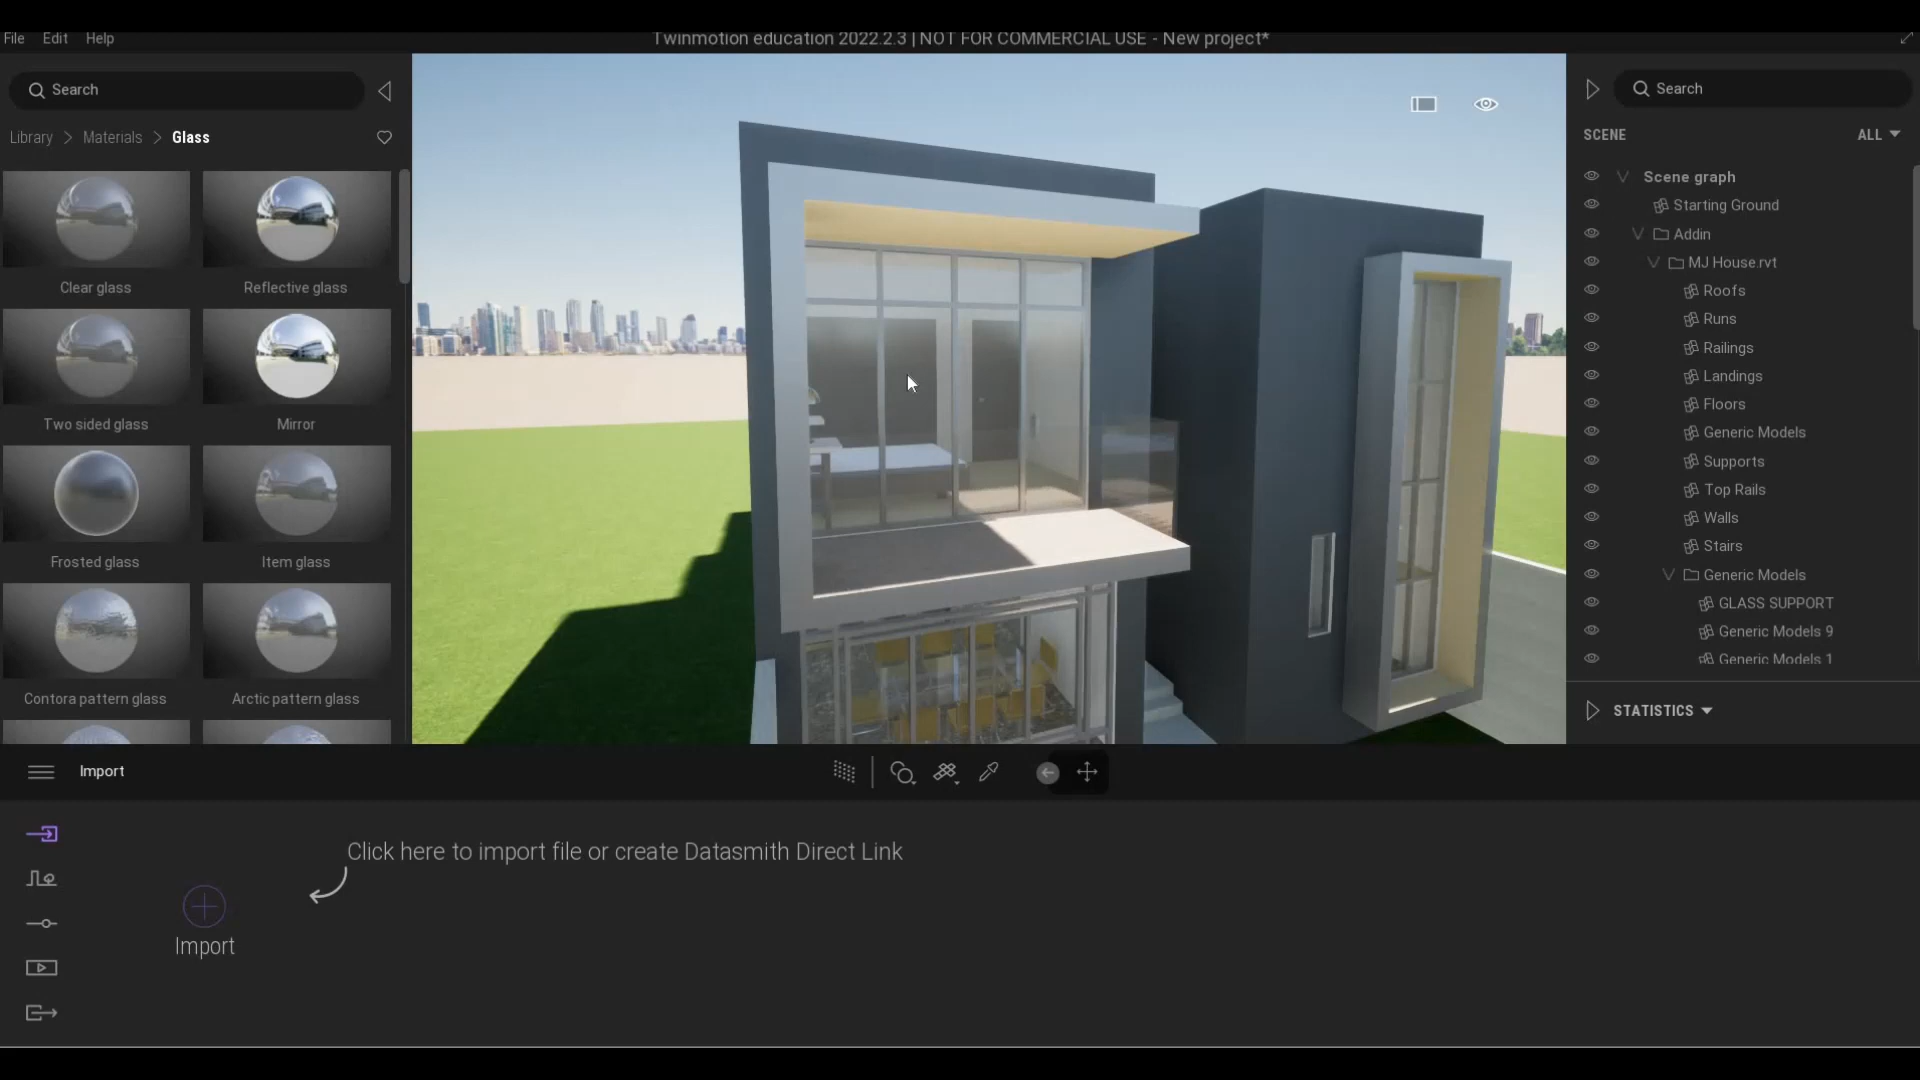 Twinmotion education 2022.2.3 | NOT FOR COMMERCIAL USE - New project*
File Edit Help
Search
Library > Materials > Glass
Clear glass
Reflective glass
Two sided glass
Mirror
Frosted glass
Item glass
Contora pattern glass
Arctic pattern glass
Search
SCENE
ALL
Scene graph
Starting Ground
Addin
MJ House.rvt
Roofs
Runs
Railings
Landings
Floors
Generic Models
Supports
Top Rails
Walls
Stairs
Generic Models
GLASS SUPPORT
Generic Models 9
Generic Models 1
STATISTICS
Import
Click here to import file or create Datasmith Direct Link
Import